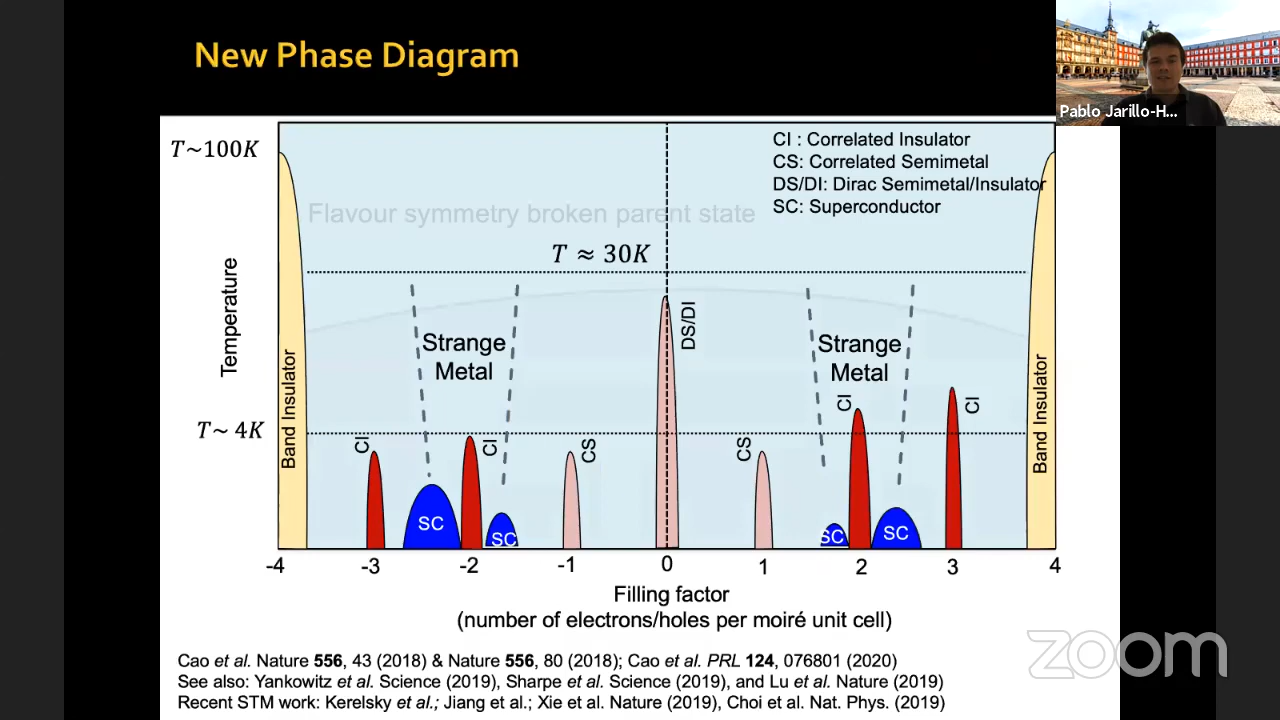 New Phase Diagram
Pablo Jarillo-H...
T~100K
CI : Correlated Insulator
CS: Correlated Semimetal
DS/DI: Dirac Semimetal/Insulator
SC: Superconductor
Flavour symmetry broken parent state
T ≈ 30K
Temperature
DS/DI
Strange
Metal
Strange
Metal
Band Insulator
Band Insulator
T~ 4K
CI
CI
CS
CS
CI
CI
SC
SC
SC
SC
-4 -3 -2 -1 0 1 2 3 4
Filling factor
(number of electrons/holes per moiré unit cell)
Cao et al. Nature 556, 43 (2018) & Nature 556, 80 (2018); Cao et al. PRL 124, 076801 (2020)
See also: Yankowitz et al. Science (2019), Sharpe et al. Science (2019), and Lu et al. Nature (2019)
Recent STM work: Kerelsky et al.; Jiang et al.; Xie et al. Nature (2019), Choi et al. Nat. Phys. (2019)
zoom